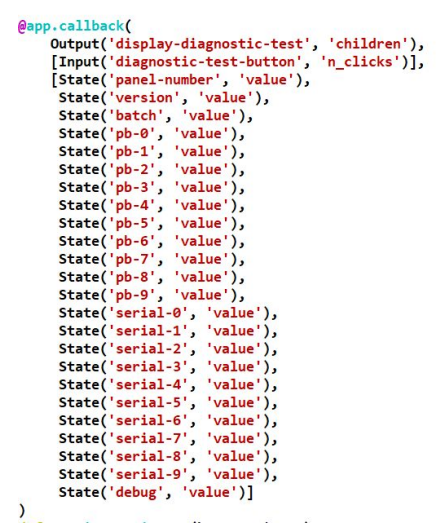 @app.callback(
    Output('display-diagnostic-test', 'children'),
    [Input('diagnostic-test-button', 'n_clicks')],
    [State('panel-number', 'value'),
     State('version', 'value'),
     State('batch', 'value'),
     State('pb-0', 'value'),
     State('pb-1', 'value'),
     State('pb-2', 'value'),
     State('pb-3', 'value'),
     State('pb-4', 'value'),
     State('pb-5', 'value'),
     State('pb-6', 'value'),
     State('pb-7', 'value'),
     State('pb-8', 'value'),
     State('pb-9', 'value'),
     State('serial-0', 'value'),
     State('serial-1', 'value'),
     State('serial-2', 'value'),
     State('serial-3', 'value'),
     State('serial-4', 'value'),
     State('serial-5', 'value'),
     State('serial-6', 'value'),
     State('serial-7', 'value'),
     State('serial-8', 'value'),
     State('serial-9', 'value'),
     State('debug', 'value')]
)